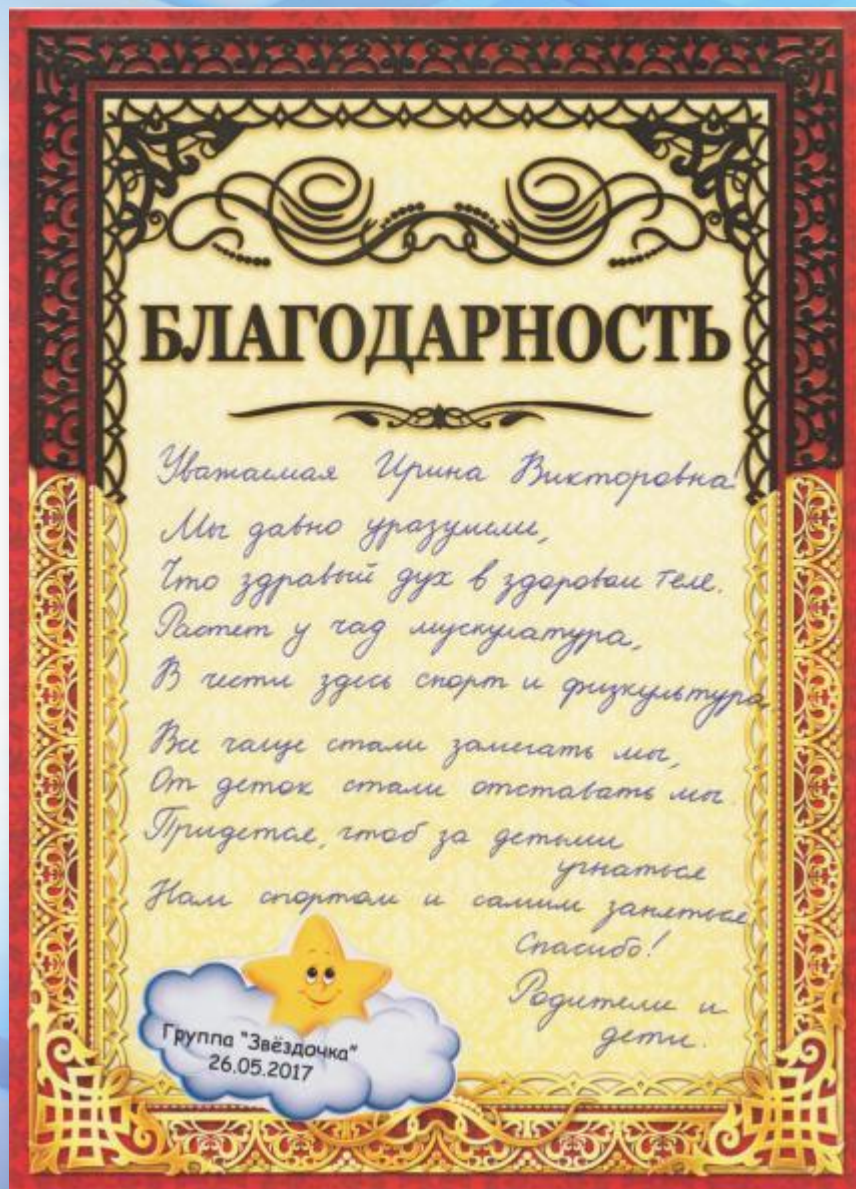 БЛАГОДАРНОСТЬ
Уважаемая Ирина Викторовна!
Мы давно уразумели,
Что здравый дух в здоровом теле.
Растет у чад мускулатура,
В чести здесь спорт и физкультура
Все чаще стали замечать мы,
От деток стали отставать мы.
Придется, чтоб за детьми
угнаться
Нам спортом и самим заняться.
Спасибо!
Родители и
дети.
Группа "Звёздочка"
26.05.2017